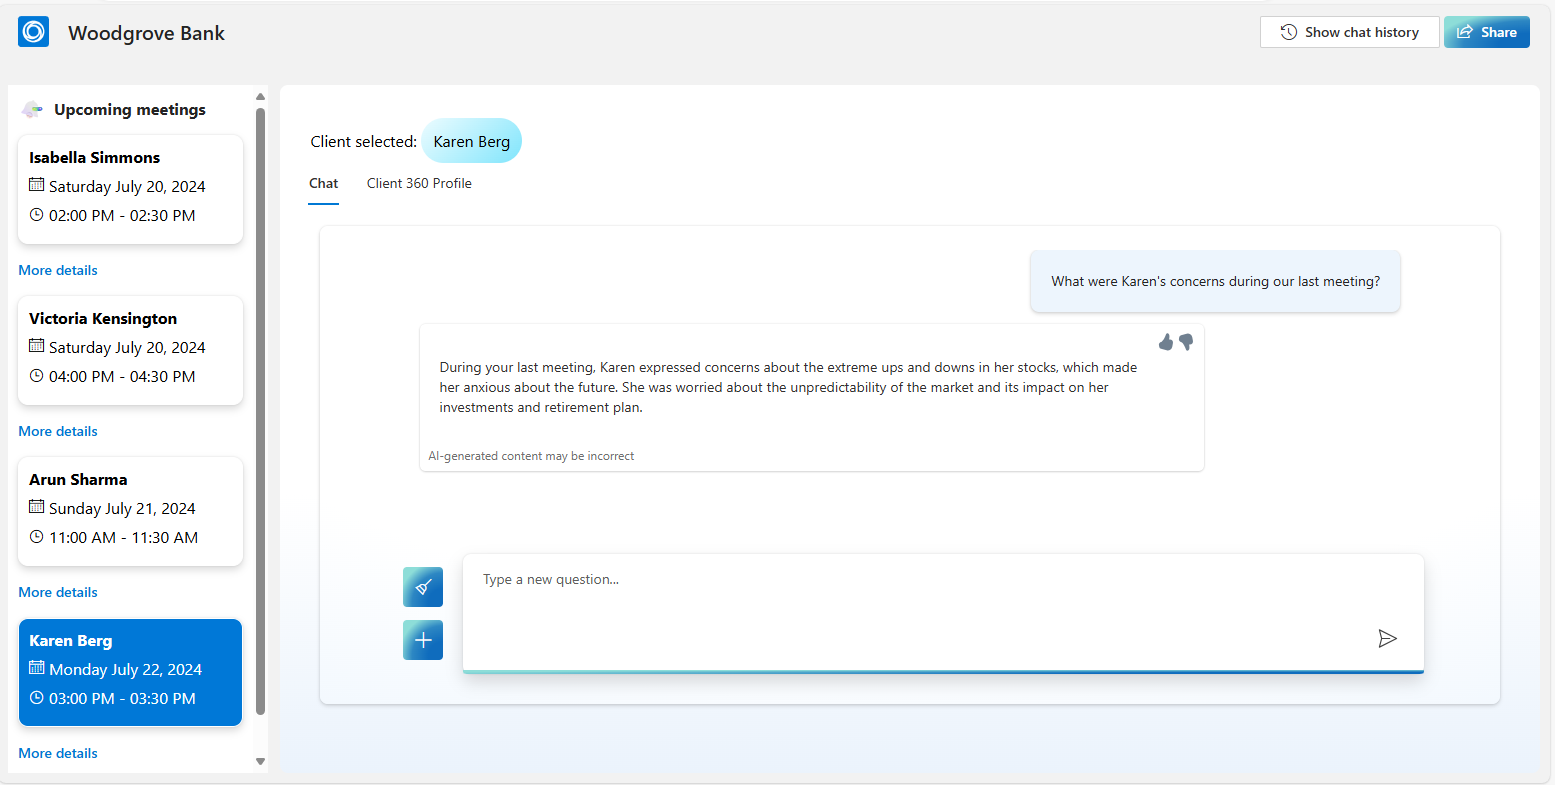 Woodgrove Bank
Show chat history
Share
Upcoming meetings
Isabella Simmons
Saturday July 20, 2024
02:00 PM - 02:30 PM
More details
Victoria Kensington
Saturday July 20, 2024
04:00 PM - 04:30 PM
More details
Arun Sharma
Sunday July 21, 2024
11:00 AM - 11:30 AM
More details
Karen Berg
Monday July 22, 2024
03:00 PM - 03:30 PM
More details
Client selected: Karen Berg
Chat
Client 360 Profile
What were Karen's concerns during our last meeting?
During your last meeting, Karen expressed concerns about the extreme ups and downs in her stocks, which made
her anxious about the future. She was worried about the unpredictability of the market and its impact on her
investments and retirement plan.
AI-generated content may be incorrect
Type a new question...